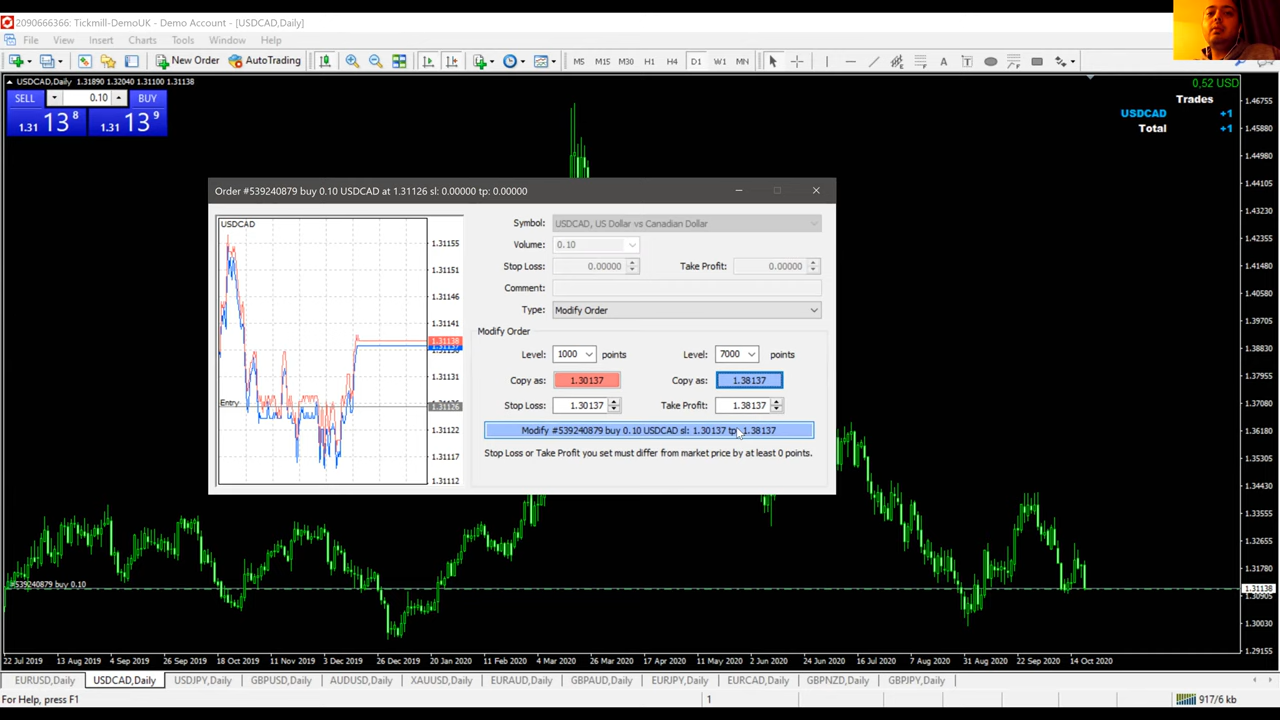 2090666366: Tickmill-DemoUK - Demo Account - [USDCAD,Daily]
File View Insert Charts Tools Window Help
New Order AutoTrading M5 M15 M30 H1 H4 D1 W1 MN A T
USDCAD,Daily 1.31890 1.32040 1.31100 1.31138
0,52 USD
SELL 0.10 BUY
1.31 13 8 1.31 13 9
Trades
USDCAD +1
Total +1
1.46755
1.45880
1.44980
1.44105
1.43230
1.42355
1.41480
1.40580
1.39705
1.38830
1.37955
1.37080
1.36180
1.35305
1.34430
1.33555
1.32655
1.31780
1.31138
1.30905
1.30030
1.29155
Order #539240879 buy 0.10 USDCAD at 1.31126 sl: 0.00000 tp: 0.00000
USDCAD
1.31155
1.31151
1.31146
1.31141
1.31138
1.31137
1.31131
Entry
1.31126
1.31122
1.31117
1.31112
Symbol: USDCAD, US Dollar vs Canadian Dollar
Volume: 0.10
Stop Loss: 0.00000 Take Profit: 0.00000
Comment:
Type: Modify Order
Modify Order
Level: 1000 points Level: 7000 points
Copy as: 1.30137 Copy as: 1.38137
Stop Loss: 1.30137 Take Profit: 1.38137
Modify #539240879 buy 0.10 USDCAD sl: 1.30137 tp: 1.38137
Stop Loss or Take Profit you set must differ from market price by at least 0 points.
#539240879 buy 0.10
22 Jul 2019 13 Aug 2019 4 Sep 2019 26 Sep 2019 18 Oct 2019 11 Nov 2019 3 Dec 2019 26 Dec 2019 20 Jan 2020 11 Feb 2020 4 Mar 2020 26 Mar 2020 17 Apr 2020 11 May 2020 2 Jun 2020 24 Jun 2020 16 Jul 2020 7 Aug 2020 31 Aug 2020 22 Sep 2020 14 Oct 2020
EURUSD,Daily USDCAD,Daily USDJPY,Daily GBPUSD,Daily AUDUSD,Daily XAUUSD,Daily EURAUD,Daily GBPAUD,Daily EURJPY,Daily EURCAD,Daily GBPNZD,Daily GBPJPY,Daily
For Help, press F1 1 917/6 kb